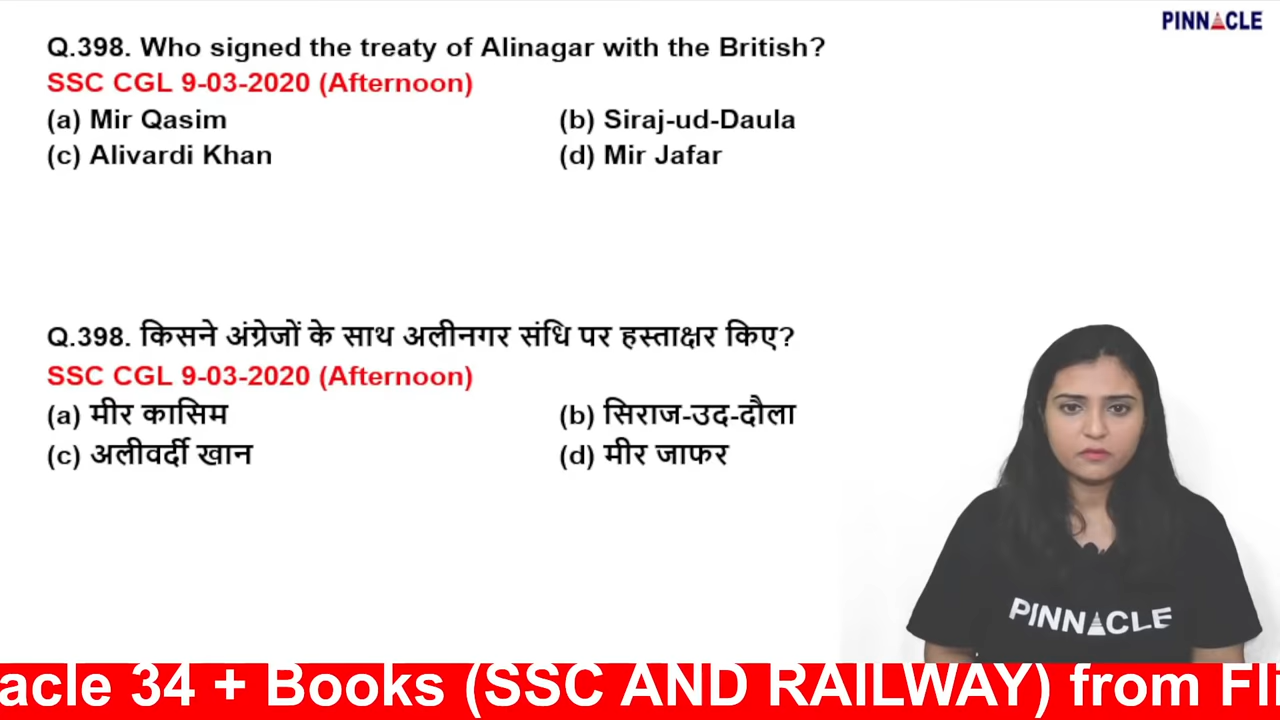 PINNACLE
Q.398. Who signed the treaty of Alinagar with the British?
SSC CGL 9-03-2020 (Afternoon)
(a) Mir Qasim (b) Siraj-ud-Daula
(c) Alivardi Khan (d) Mir Jafar
Q.398. किसने अंग्रेजों के साथ अलीनगर संधि पर हस्ताक्षर किए?
SSC CGL 9-03-2020 (Afternoon)
(a) मीर कासिम (b) सिराज-उद-दौला
(c) अलीवर्दी खान (d) मीर जाफर
PINNACLE
acle 34 + Books (SSC AND RAILWAY) from Fli